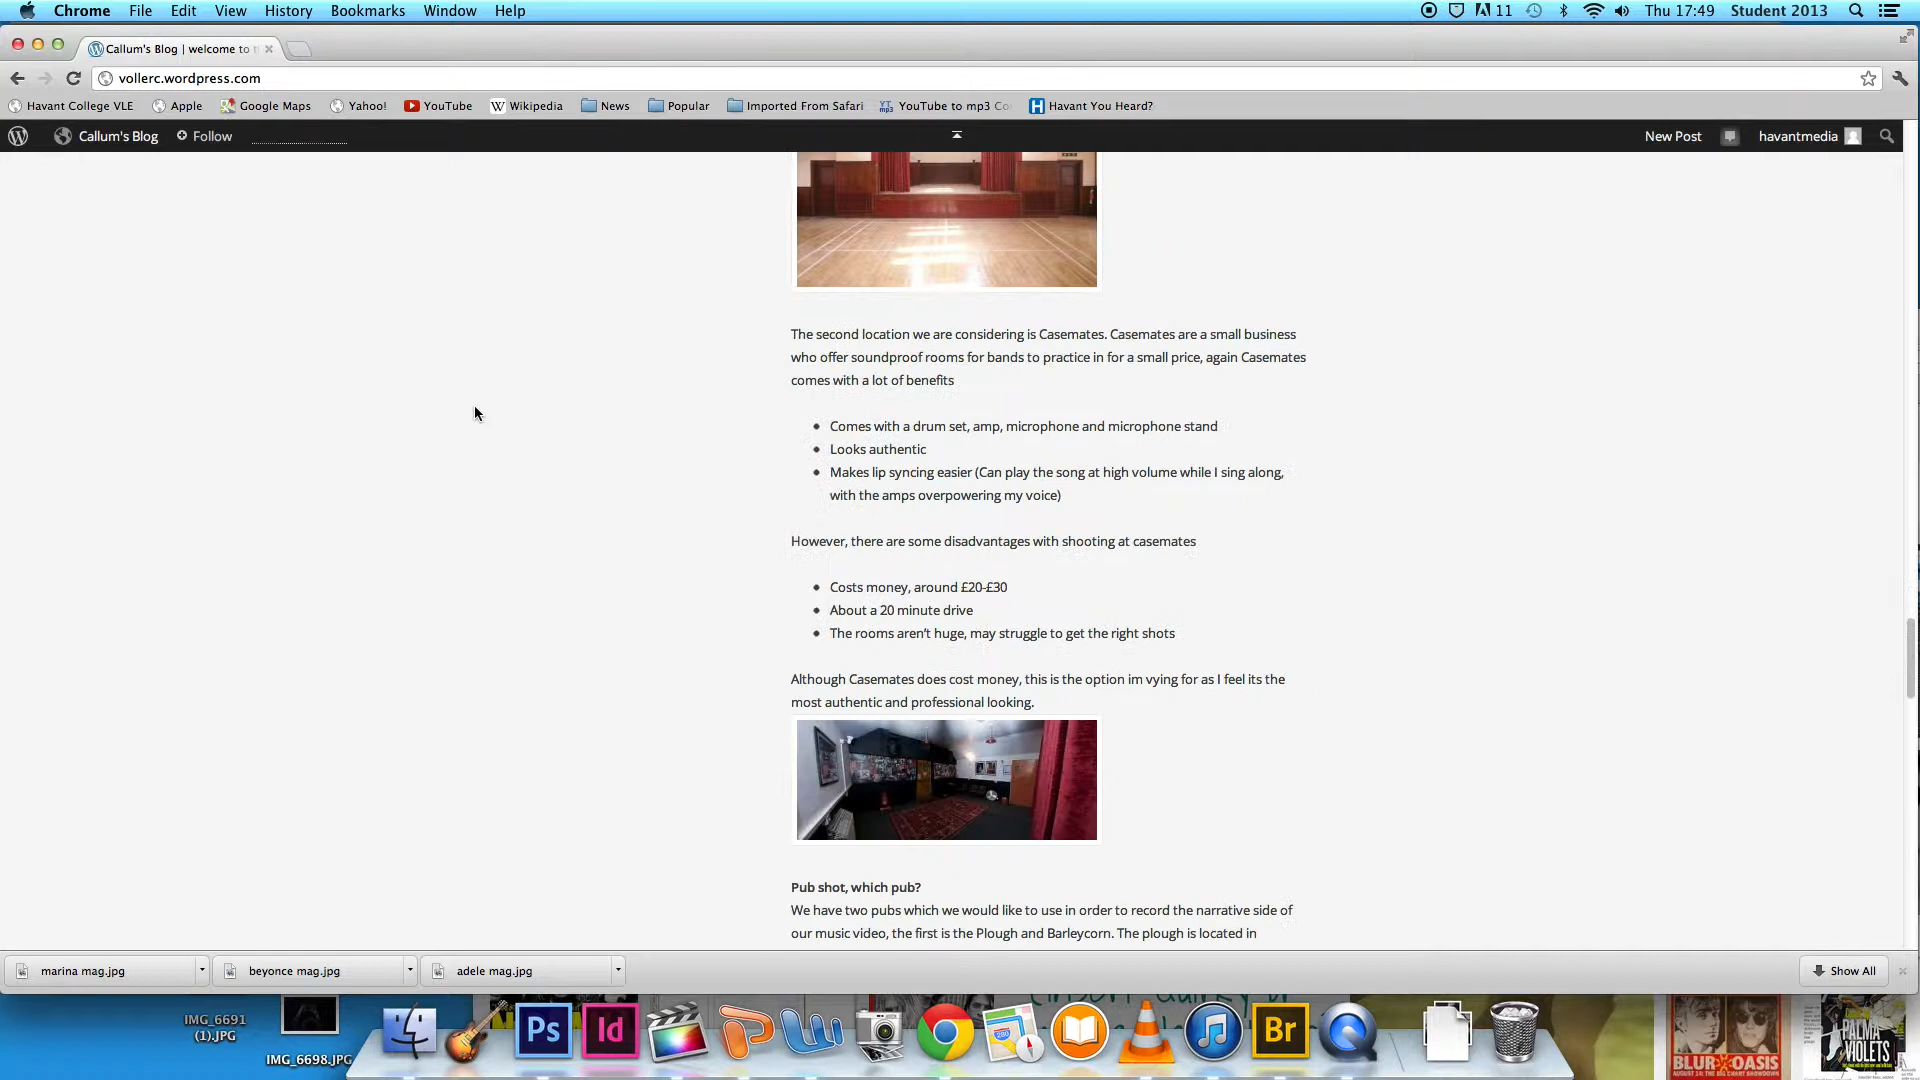 Chrome File Edit View History Bookmarks Window Help 11 Thu 17:49 Student 2013
Callum's Blog | welcome to t
vollerc.wordpress.com
Havant College VLE Apple Google Maps Yahoo! YouTube Wikipedia News Popular Imported From Safari YouTube to mp3 Co Havant You Heard?
Callum's Blog Follow New Post havantmedia
The second location we are considering is Casemates. Casemates are a small business
who offer soundproof rooms for bands to practice in for a small price, again Casemates
comes with a lot of benefits
Comes with a drum set, amp, microphone and microphone stand
Looks authentic
Makes lip syncing easier (Can play the song at high volume while I sing along,
with the amps overpowering my voice)
However, there are some disadvantages with shooting at casemates
Costs money, around £20-£30
About a 20 minute drive
The rooms aren't huge, may struggle to get the right shots
Although Casemates does cost money, this is the option im vying for as I feel its the
most authentic and professional looking.
Pub shot, which pub?
We have two pubs which we would like to use in order to record the narrative side of
our music video, the first is the Plough and Barleycorn. The plough is located in
marina mag.jpg beyonce mag.jpg adele mag.jpg Show All
IMG_6691
(1).JPG
IMG_6698.JPG
Ps Id Br
BLUR OASIS
PALMA
VIOLETS